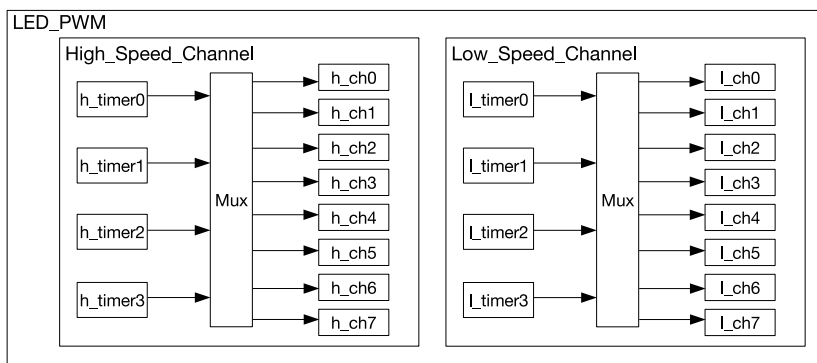 LED_PWM
High_Speed_Channel
h_timer0
h_timer1
h_timer2
h_timer3
Mux
h_ch0
h_ch1
h_ch2
h_ch3
h_ch4
h_ch5
h_ch6
h_ch7
Low_Speed_Channel
l_timer0
l_timer1
l_timer2
l_timer3
Mux
l_ch0
l_ch1
l_ch2
l_ch3
l_ch4
l_ch5
l_ch6
l_ch7